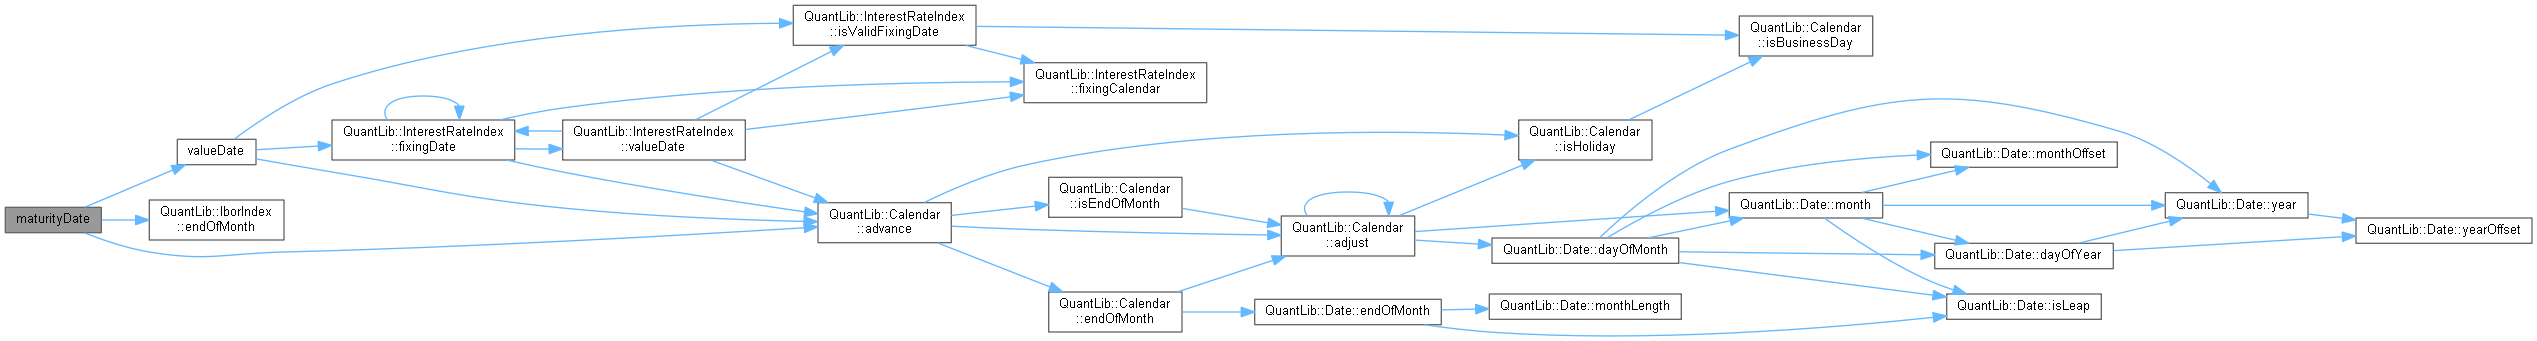 maturityDate
valueDate
QuantLib::IborIndex
::endOfMonth
QuantLib::InterestRateIndex
::fixingDate
QuantLib::InterestRateIndex
::valueDate
QuantLib::InterestRateIndex
::isValidFixingDate
QuantLib::Calendar
::advance
QuantLib::InterestRateIndex
::fixingCalendar
QuantLib::Calendar
::isEndOfMonth
QuantLib::Calendar
::endOfMonth
QuantLib::Calendar
::adjust
QuantLib::Date::endOfMonth
QuantLib::Calendar
::isHoliday
QuantLib::Date::dayOfMonth
QuantLib::Date::monthLength
QuantLib::Calendar
::isBusinessDay
QuantLib::Date::month
QuantLib::Date::monthOffset
QuantLib::Date::dayOfYear
QuantLib::Date::isLeap
QuantLib::Date::year
QuantLib::Date::yearOffset